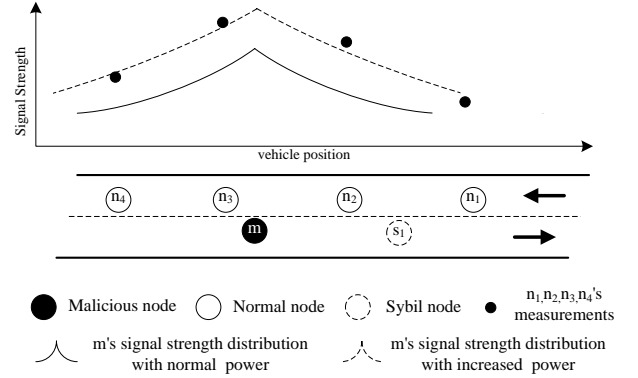 Signal Strength
vehicle position
n4 n3 n2 n1
m s1
Malicious node Normal node Sybil node n1,n2,n3,n4's measurements
m's signal strength distribution with normal power
m's signal strength distribution with increased power